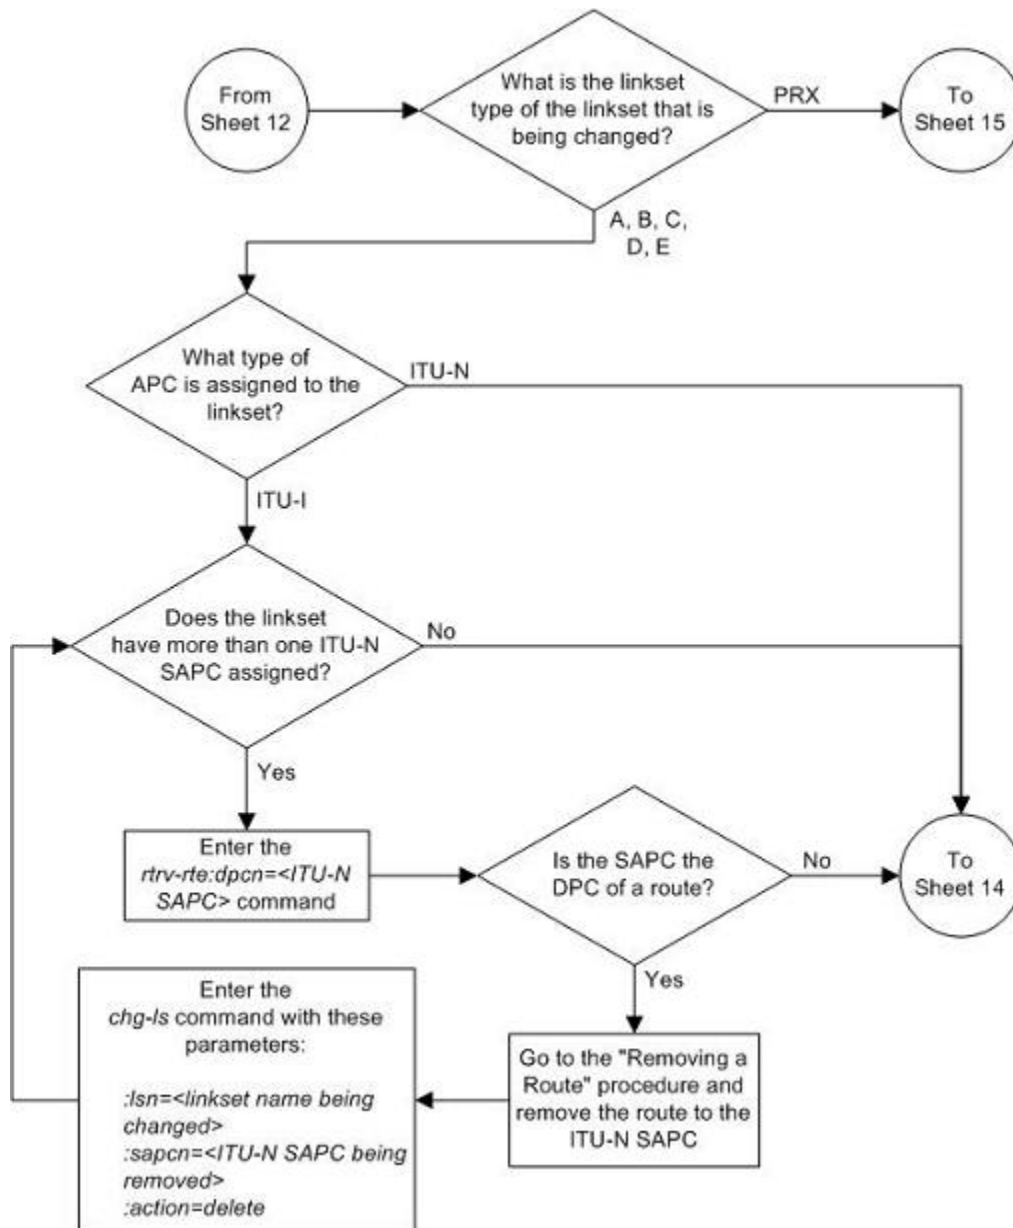 From
Sheet 12
What is the linkset
type of the linkset that is
being changed?
PRX
To
Sheet 15
A, B, C,
D, E
What type of
APC is assigned to the
linkset?
ITU-N
ITU-I
Does the linkset
have more than one ITU-N
SAPC assigned?
No
Yes
Enter the
rtrv-rte:dpcn=<ITU-N
SAPC> command
Is the SAPC the
DPC of a route?
No
To
Sheet 14
Yes
Go to the "Removing a
Route" procedure and
remove the route to the
ITU-N SAPC
Enter the
chg-ls command with these
parameters:
:lsn=<linkset name being
changed>
:sapcn=<ITU-N SAPC being
removed>
:action=delete